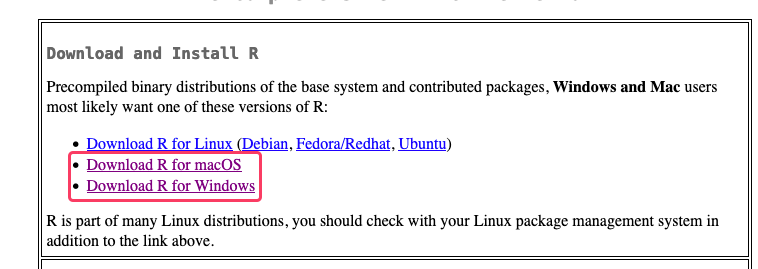 Download and Install R
Precompiled binary distributions of the base system and contributed packages, Windows and Mac users
most likely want one of these versions of R:
• Download R for Linux (Debian, Fedora/Redhat, Ubuntu)
• Download R for macOS
• Download R for Windows
R is part of many Linux distributions, you should check with your Linux package management system in
addition to the link above.